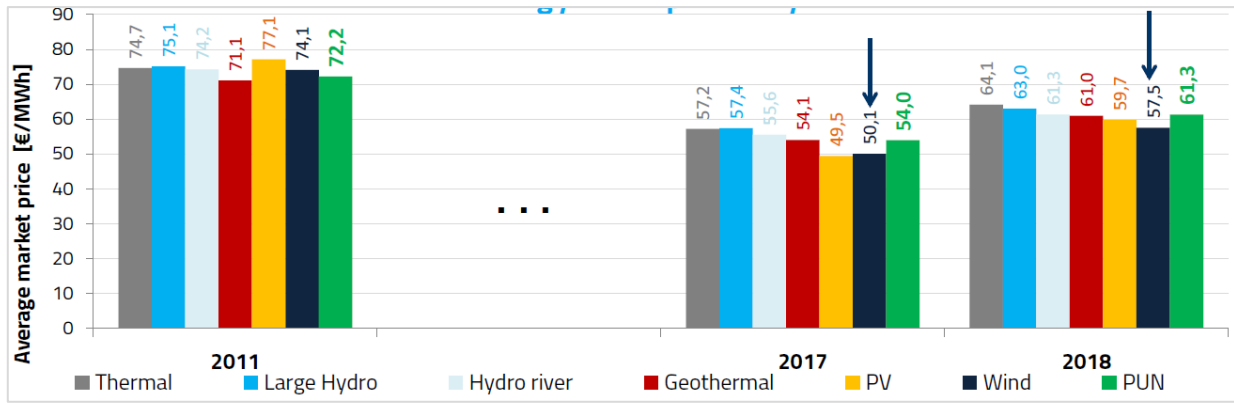 Average market price [€/MWh]
90
80
70
60
50
40
30
20
10
0
74,7 75,1 74,2 71,1 77,1 74,1 72,2
. . .
57,2 57,4 55,6 54,1 49,5 50,1 54,0
64,1 63,0 61,3 61,0 59,7 57,5 61,3
2011 2017 2018
Thermal Large Hydro Hydro river Geothermal PV Wind PUN